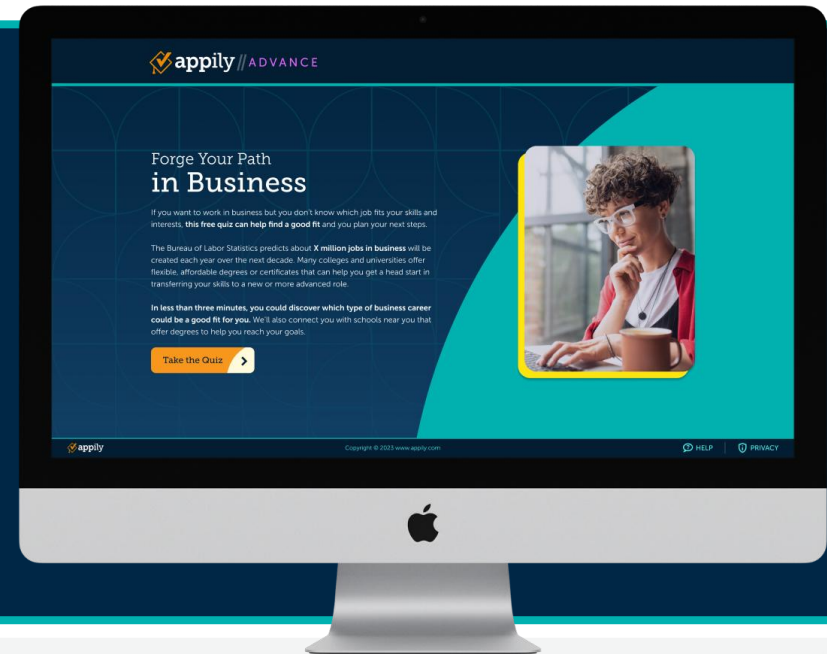 appily // ADVANCE
Forge Your Path
in Business
If you want to work in business but you don't know which job fits your skills and
interests, this free quiz can help find a good fit and you plan your next steps.
The Bureau of Labor Statistics predicts about X million jobs in business will be
created each year over the next decade. Many colleges and universities offer
flexible, affordable degrees or certificates that can help you get a head start in
transferring your skills to a new or more advanced role.
In less than three minutes, you could discover which type of business career
could be a good fit for you. We'll also connect you with schools near you that
offer degrees to help you reach your goals.
Take the Quiz
appily
Copyright © 2023 www.appily.com
HELP
PRIVACY